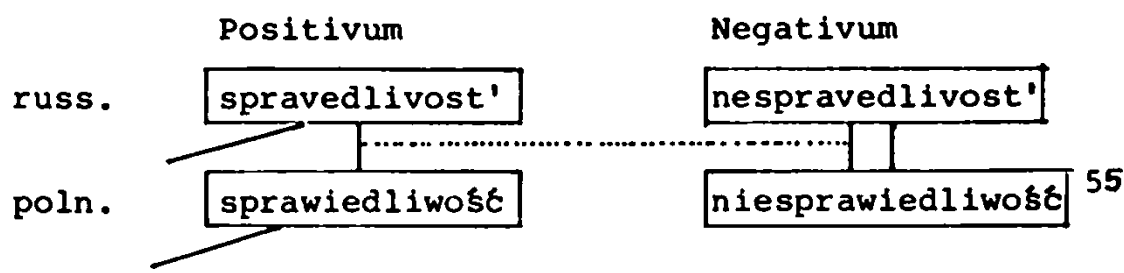 Positivum Negativum
russ. spravedlivost' nespravedlivost'
poln. sprawiedliwość niesprawiedliwość 55